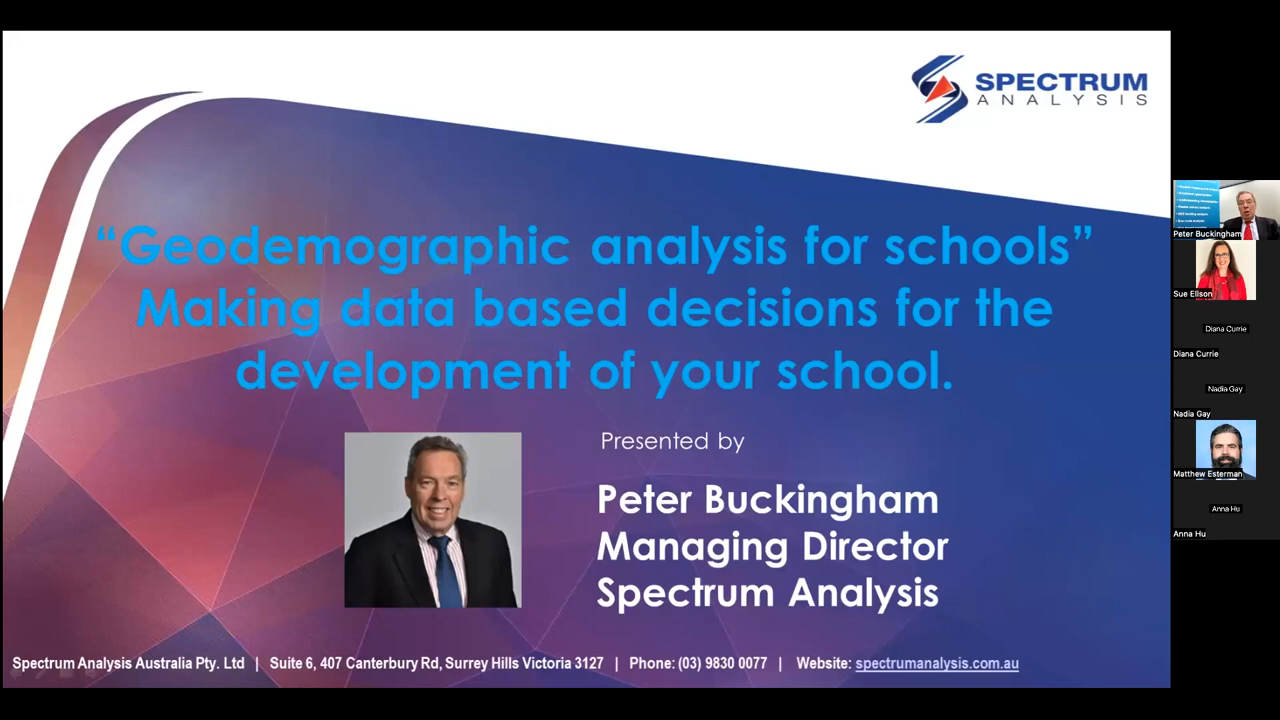 SPECTRUM
ANALYSIS
“Geodemographic analysis for schools”
Making data based decisions for the
development of your school.
Presented by
Peter Buckingham
Managing Director
Spectrum Analysis
Spectrum Analysis Australia Pty. Ltd | Suite 6, 407 Canterbury Rd, Surrey Hills Victoria 3127 | Phone: (03) 9830 0077 | Website: spectrumanalysis.com.au
Peter Buckingham
Sue Ellson
Diana Currie
Diana Currie
Nadia Gay
Nadia Gay
Matthew Esterman
Anna Hu
Anna Hu